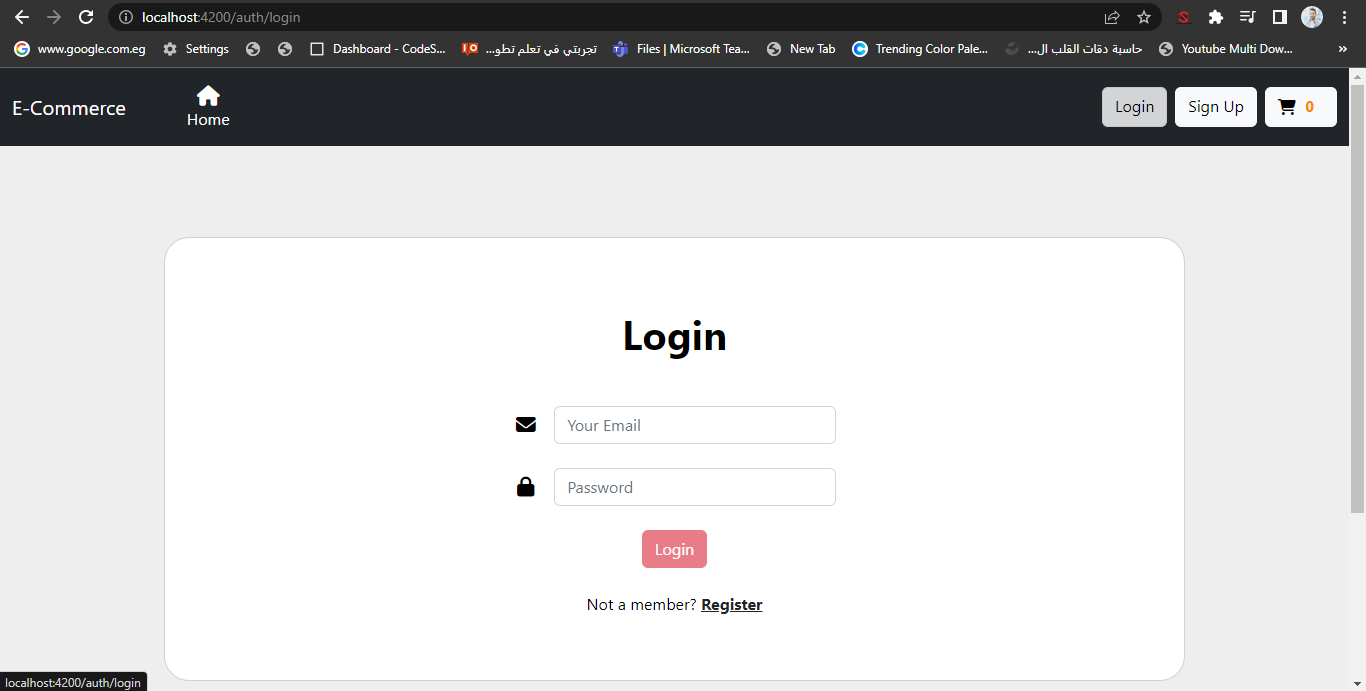 localhost:4200/auth/login
www.google.com.eg Settings Dashboard - CodeS... تجربتي في تعلم تطو... Files | Microsoft Tea... New Tab Trending Color Pale... حاسبة دقات القلب ال... Youtube Multi Dow... »
E-Commerce Home Login Sign Up 0
Login
Your Email
Password
Login
Not a member? Register
localhost:4200/auth/login